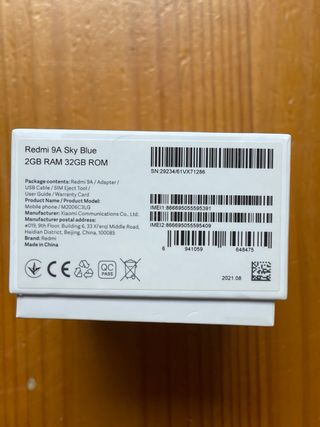 Redmi 9A Sky Blue
2GB RAM 32GB ROM
Package contents: Redmi 9A / Adapter /
USB Cable / SIM Eject Tool /
User Guide / Warranty Card
Product Name / Product Model:
Mobile phone / M2006C3LG
Manufacturer: Xiaomi Communications Co., Ltd.
Manufacturer postal address:
#019, 9th Floor, Building 6, 33 Xi'erqi Middle Road,
Haidian District, Beijing, China, 100085
Brand: Redmi
Made in China
SN:29234/61VX71286
IMEI1:866695055595391
IMEI2:866695055595409
6 941059 648475
CE
QC
PASS
2021.08